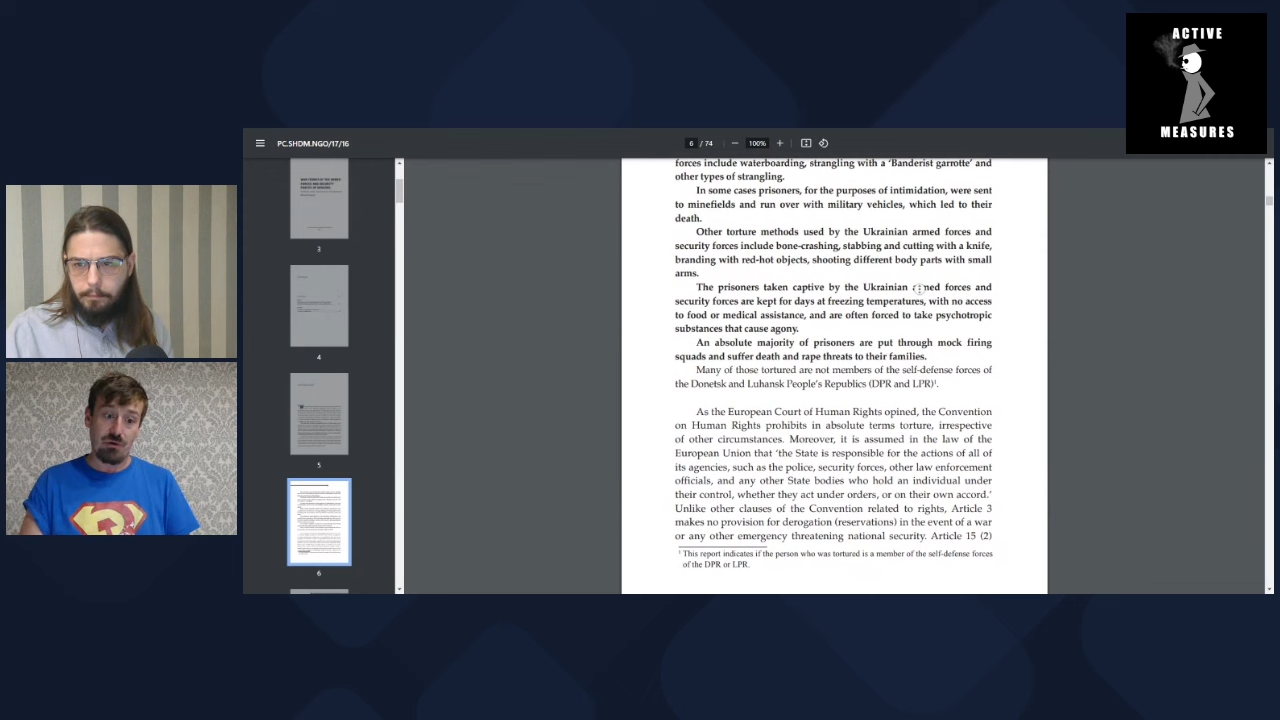 ACTIVE
MEASURES
PC.SHDM.NGO/17/16
6 / 74
100%
3
4
5
6
forces include waterboarding, strangling with a 'Banderist garrotte' and
other types of strangling.
In some cases prisoners, for the purposes of intimidation, were sent
to minefields and run over with military vehicles, which led to their
death.
Other torture methods used by the Ukrainian armed forces and
security forces include bone-crashing, stabbing and cutting with a knife,
branding with red-hot objects, shooting different body parts with small
arms.
The prisoners taken captive by the Ukrainian armed forces and
security forces are kept for days at freezing temperatures, with no access
to food or medical assistance, and are often forced to take psychotropic
substances that cause agony.
An absolute majority of prisoners are put through mock firing
squads and suffer death and rape threats to their families.
Many of those tortured are not members of the self-defense forces of
the Donetsk and Luhansk People's Republics (DPR and LPR)¹.
As the European Court of Human Rights opined, the Convention
on Human Rights prohibits in absolute terms torture, irrespective
of other circumstances. Moreover, it is assumed in the law of the
European Union that 'the State is responsible for the actions of all of
its agencies, such as the police, security forces, other law enforcement
officials, and any other State bodies who hold an individual under
their control, whether they act under orders, or on their own accord.'
Unlike other clauses of the Convention related to rights, Article 3
makes no provision for derogation (reservations) in the event of a war
or any other emergency threatening national security. Article 15 (2)
¹ This report indicates if the person who was tortured is a member of the self-defense forces
of the DPR or LPR.